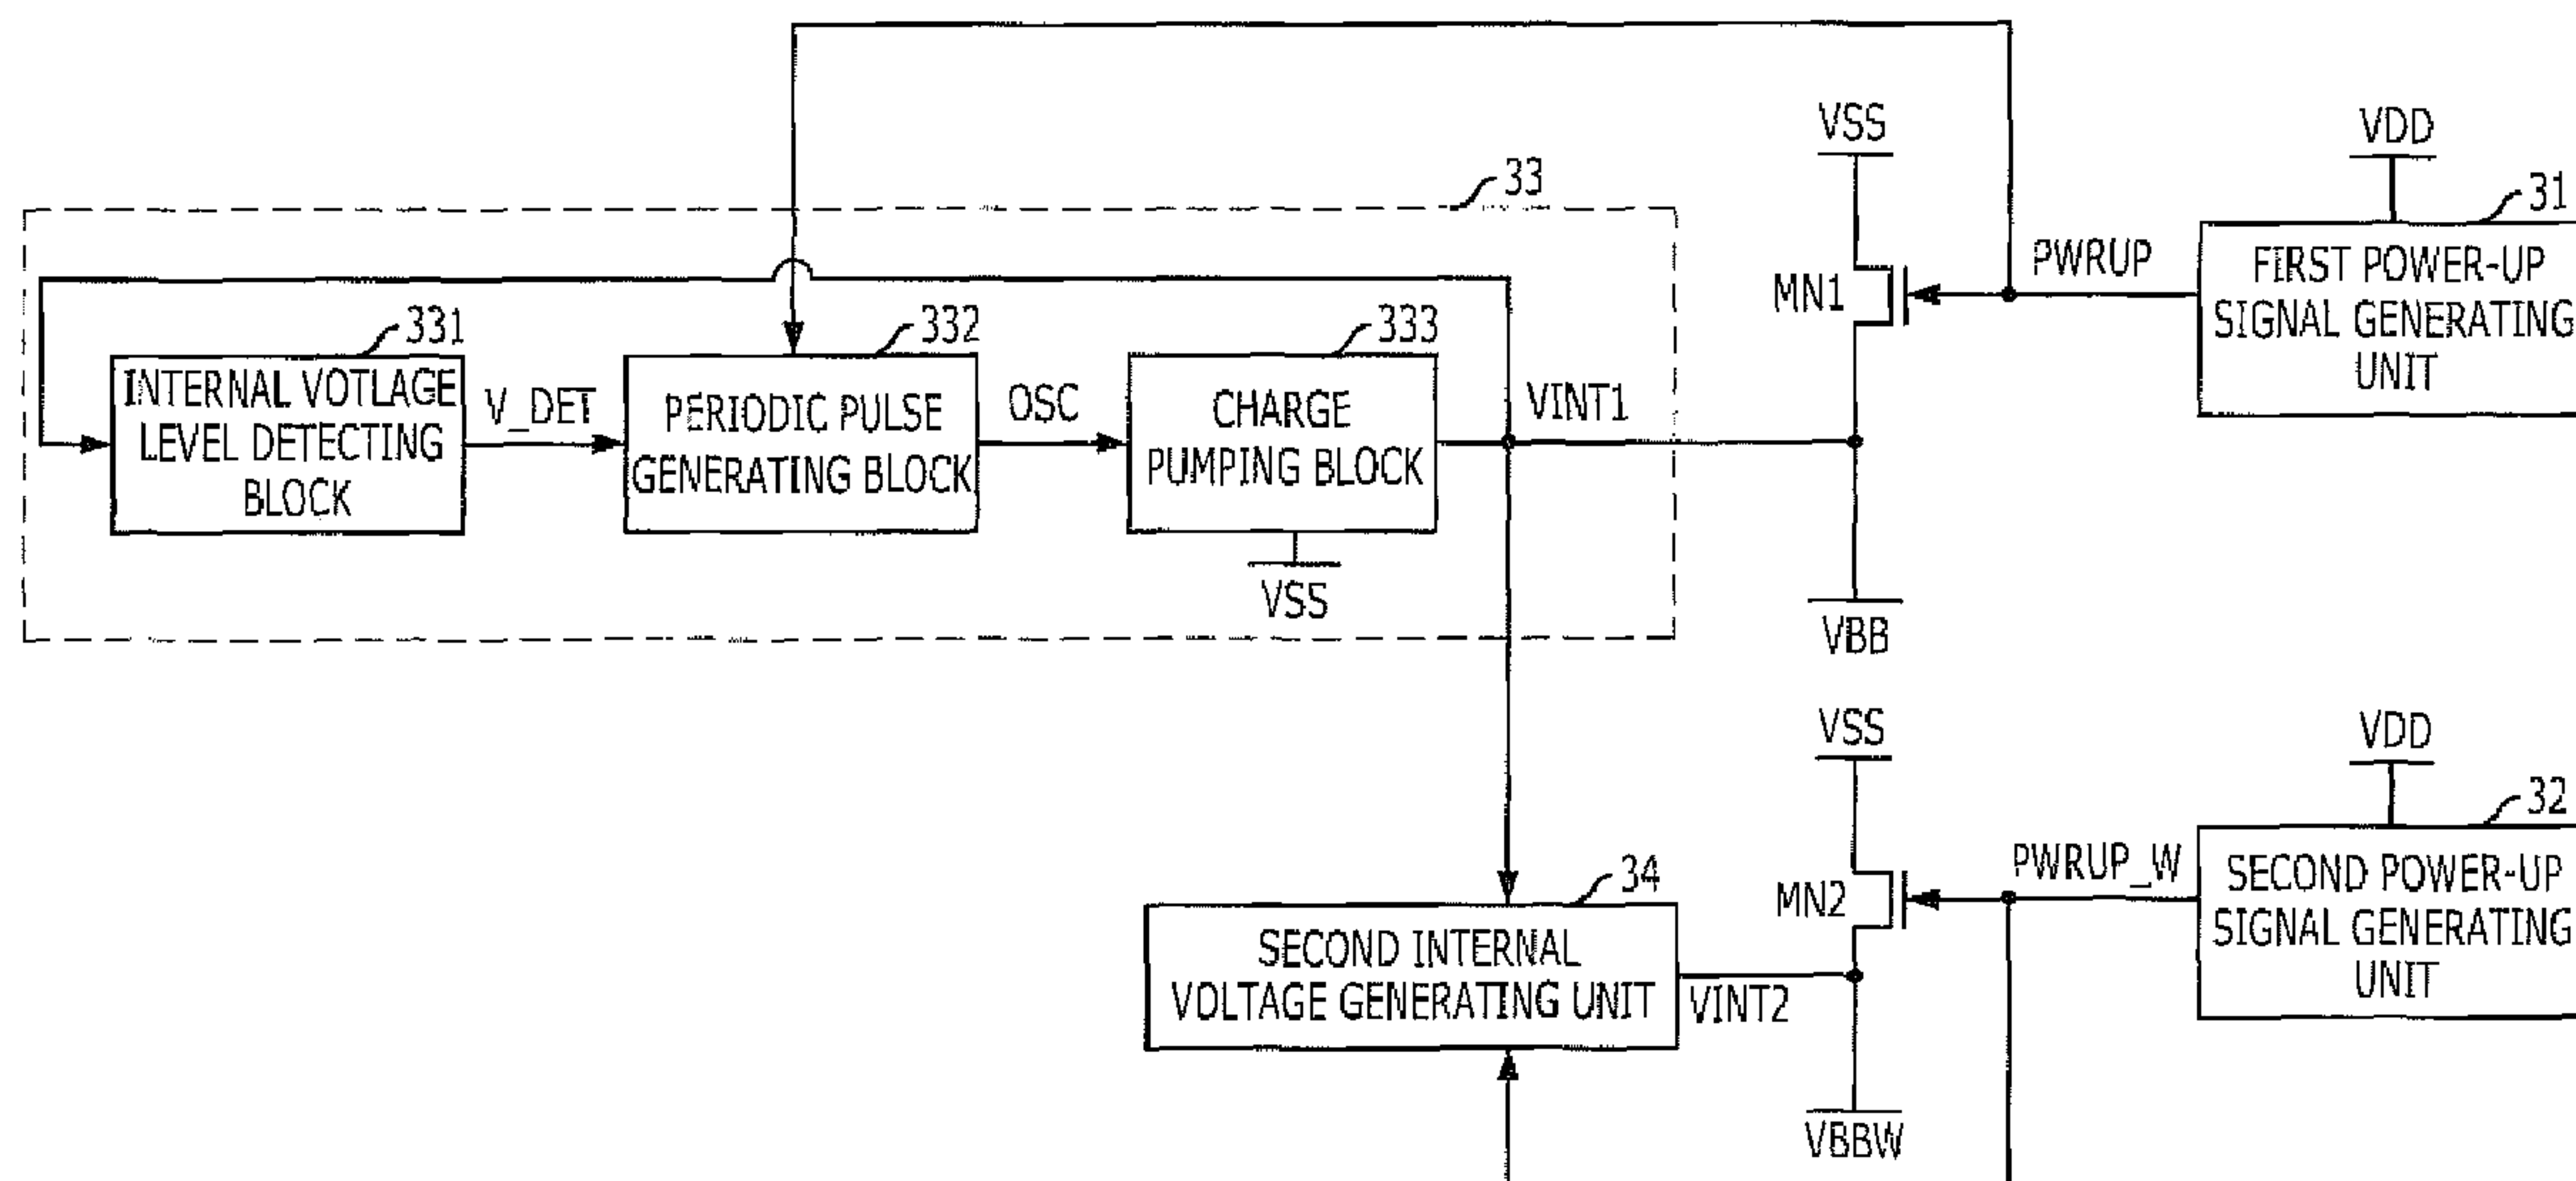 VSS
VDD
33
31
PWRUP
MN1
FIRST POWER-UP
SIGNAL GENERATING
UNIT
331
332
333
INTERNAL VOTLAGE
LEVEL DETECTING
BLOCK
V_DET
PERIODIC PULSE
GENERATING BLOCK
OSC
CHARGE
PUMPING BLOCK
VINT1
VSS
VBB
VSS
VDD
32
34
PWRUP_W
MN2
SECOND POWER-UP
SIGNAL GENERATING
UNIT
SECOND INTERNAL
VOLTAGE GENERATING UNIT
VINT2
VBBW